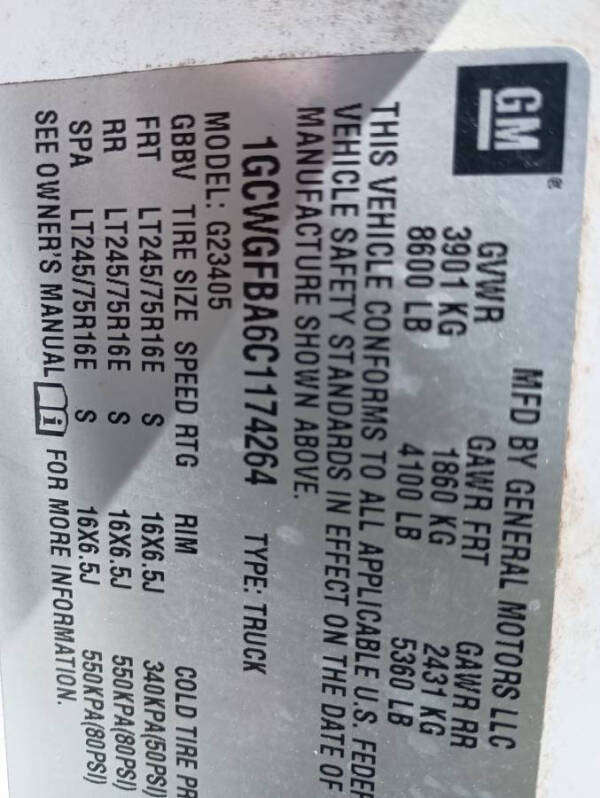 GM ®
MFD BY GENERAL MOTORS LLC
GVWR GAWR FRT GAWR RR
3901 KG 1860 KG 2431 KG
8600 LB 4100 LB 5360 LB
THIS VEHICLE CONFORMS TO ALL APPLICABLE U.S. FEDER
VEHICLE SAFETY STANDARDS IN EFFECT ON THE DATE OF
MANUFACTURE SHOWN ABOVE.
1GCWGFBA6C1174264 TYPE: TRUCK
MODEL: G23405
GBBV TIRE SIZE SPEED RTG RIM COLD TIRE PR
FRT LT245/75R16E S 16X6.5J 340KPA(50PSI)
RR LT245/75R16E S 16X6.5J 550KPA(80PSI)
SPA LT245/75R16E S 16X6.5J 550KPA(80PSI)
SEE OWNER'S MANUAL i FOR MORE INFORMATION.